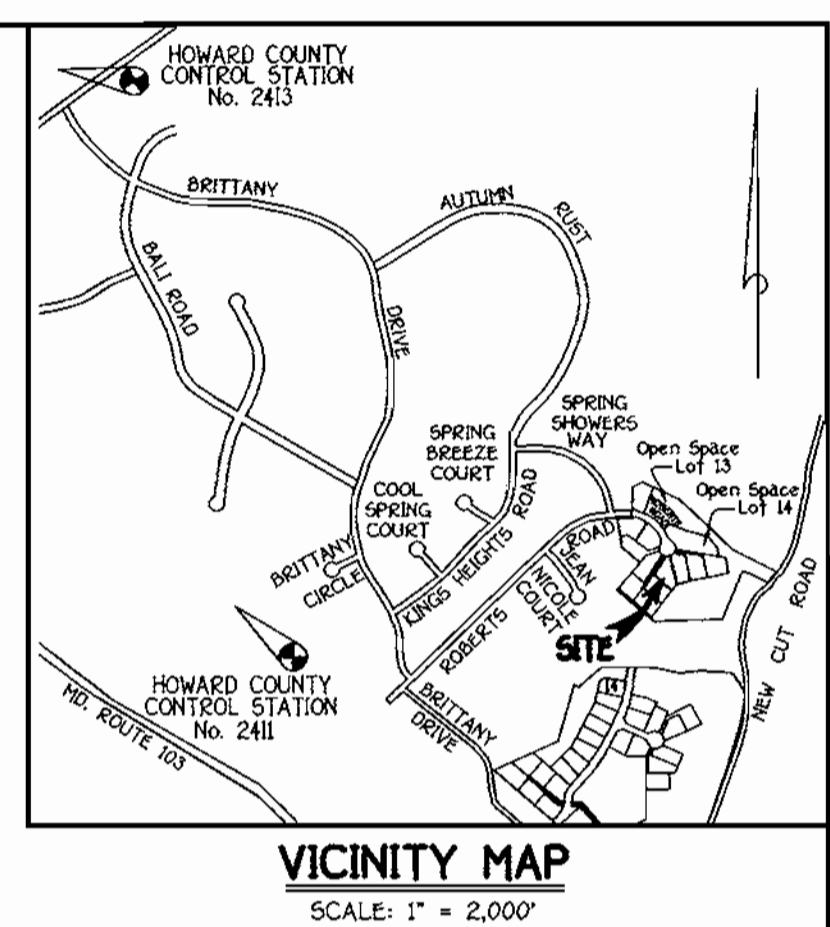 HOWARD COUNTY
CONTROL STATION
No. 2413
BRITTANY
AUTUMN
RUST
BALI ROAD
DRIVE
SPRING
SHOWERS
WAY
SPRING
BREEZE
COURT
Open Space
Lot 13
Open Space
Lot 14
COOL
SPRING
COURT
KINGS HEIGHTS ROAD
BRITTANY
CIRCLE
ROBERTS ROAD
JEAN
NICOLE
COURT
SITE
NEW CUT ROAD
HOWARD COUNTY
CONTROL STATION
No. 2411
MD. ROUTE 103
BRITTANY
DRIVE
14
VICINITY MAP
SCALE: 1" = 2,000'